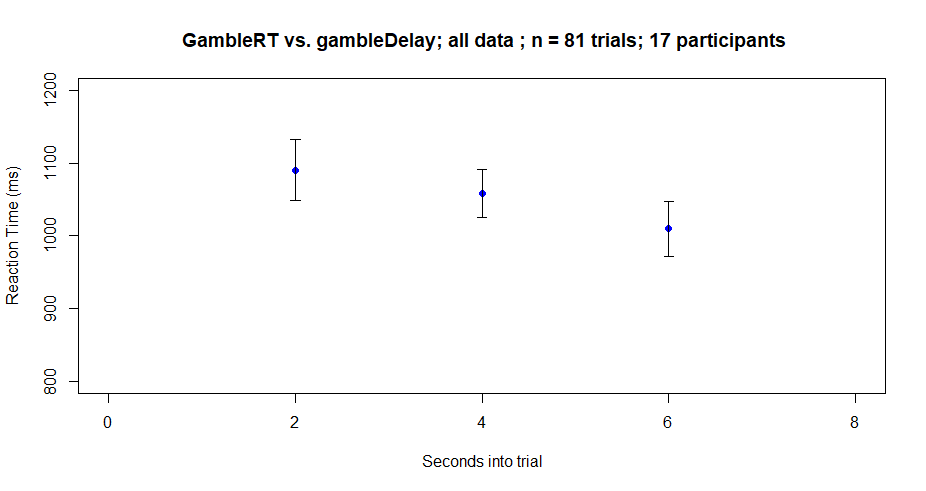 GambleRT vs. gambleDelay; all data ; n = 81 trials; 17 participants
Reaction Time (ms)
1200
1100
1000
900
800
0 2 4 6 8
Seconds into trial